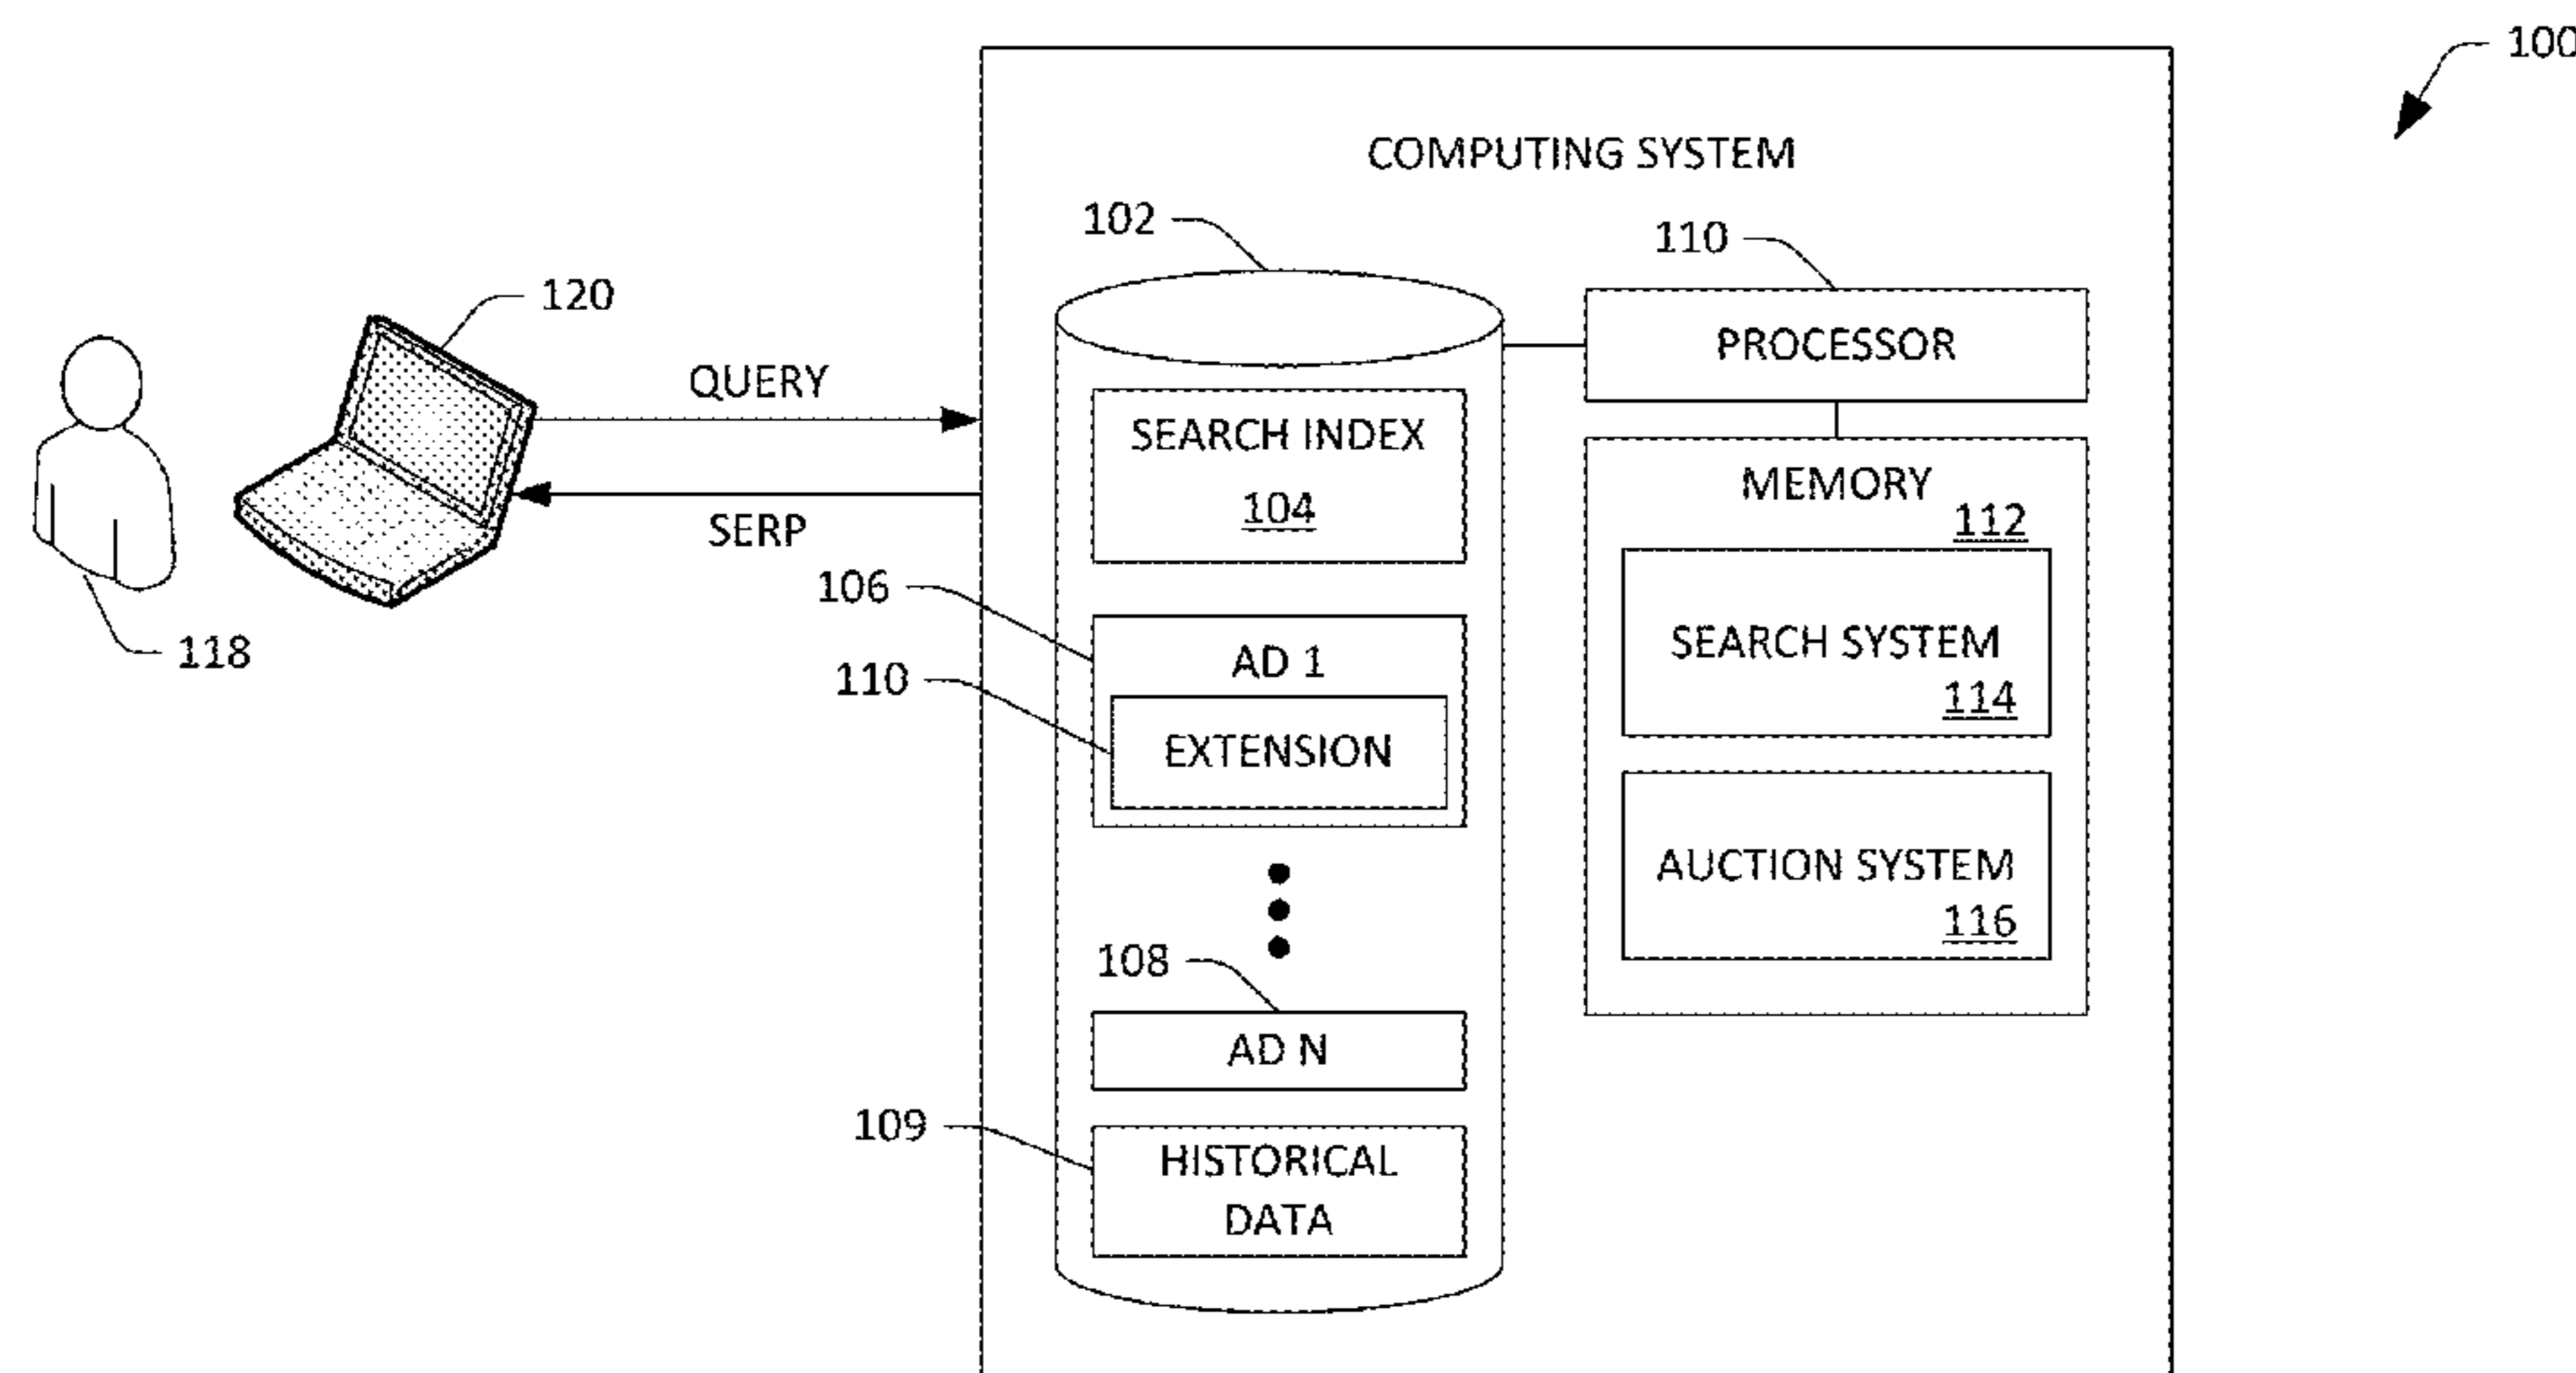 100
COMPUTING SYSTEM
102
110
120
PROCESSOR
QUERY
SEARCH INDEX
104
MEMORY
112
SERP
106
118
AD 1
SEARCH SYSTEM
114
110
EXTENSION
AUCTION SYSTEM
116
108
AD N
109
HISTORICAL
DATA